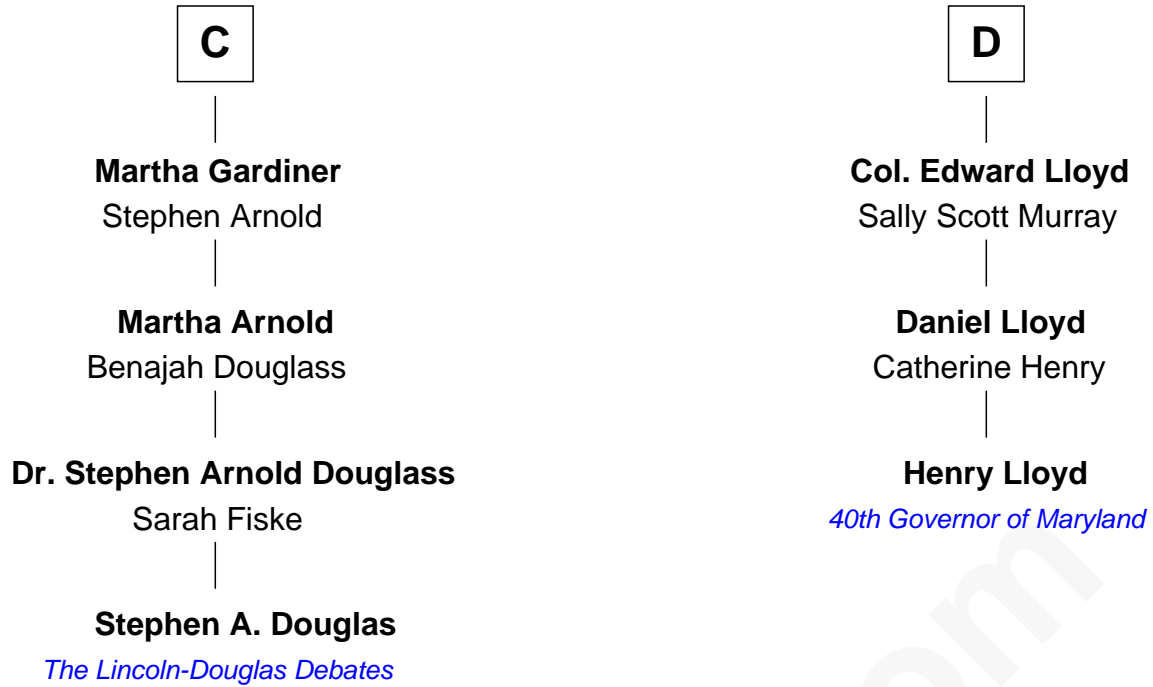 C
Martha Gardiner
Stephen Arnold
Martha Arnold
Benajah Douglass
Dr. Stephen Arnold Douglass
Sarah Fiske
Stephen A. Douglas
The Lincoln-Douglas Debates
D
Col. Edward Lloyd
Sally Scott Murray
Daniel Lloyd
Catherine Henry
Henry Lloyd
40th Governor of Maryland
om